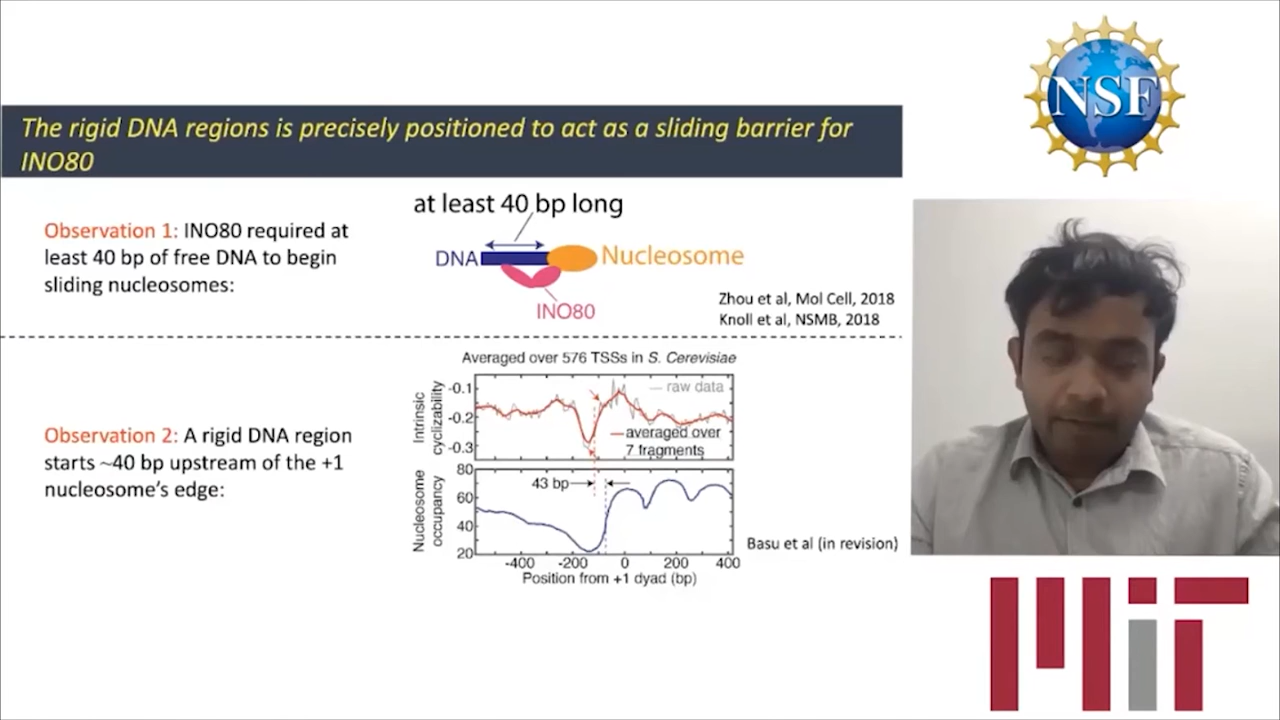 The rigid DNA regions is precisely positioned to act as a sliding barrier for
INO80
Observation 1: INO80 required at
least 40 bp of free DNA to begin
sliding nucleosomes:
at least 40 bp long
DNA
Nucleosome
INO80
Zhou et al, Mol Cell, 2018
Knoll et al, NSMB, 2018
Observation 2: A rigid DNA region
starts ~40 bp upstream of the +1
nucleosome's edge:
Averaged over 576 TSSs in S. Cerevisiae
Intrinsic
cyclizability
-0.1
-0.2
-0.3
raw data
averaged over
7 fragments
Nucleosome
occupancy
80
60
40
20
43 bp
-400 -200 0 200 400
Position from +1 dyad (bp)
Basu et al (in revision)
NSF
MIT